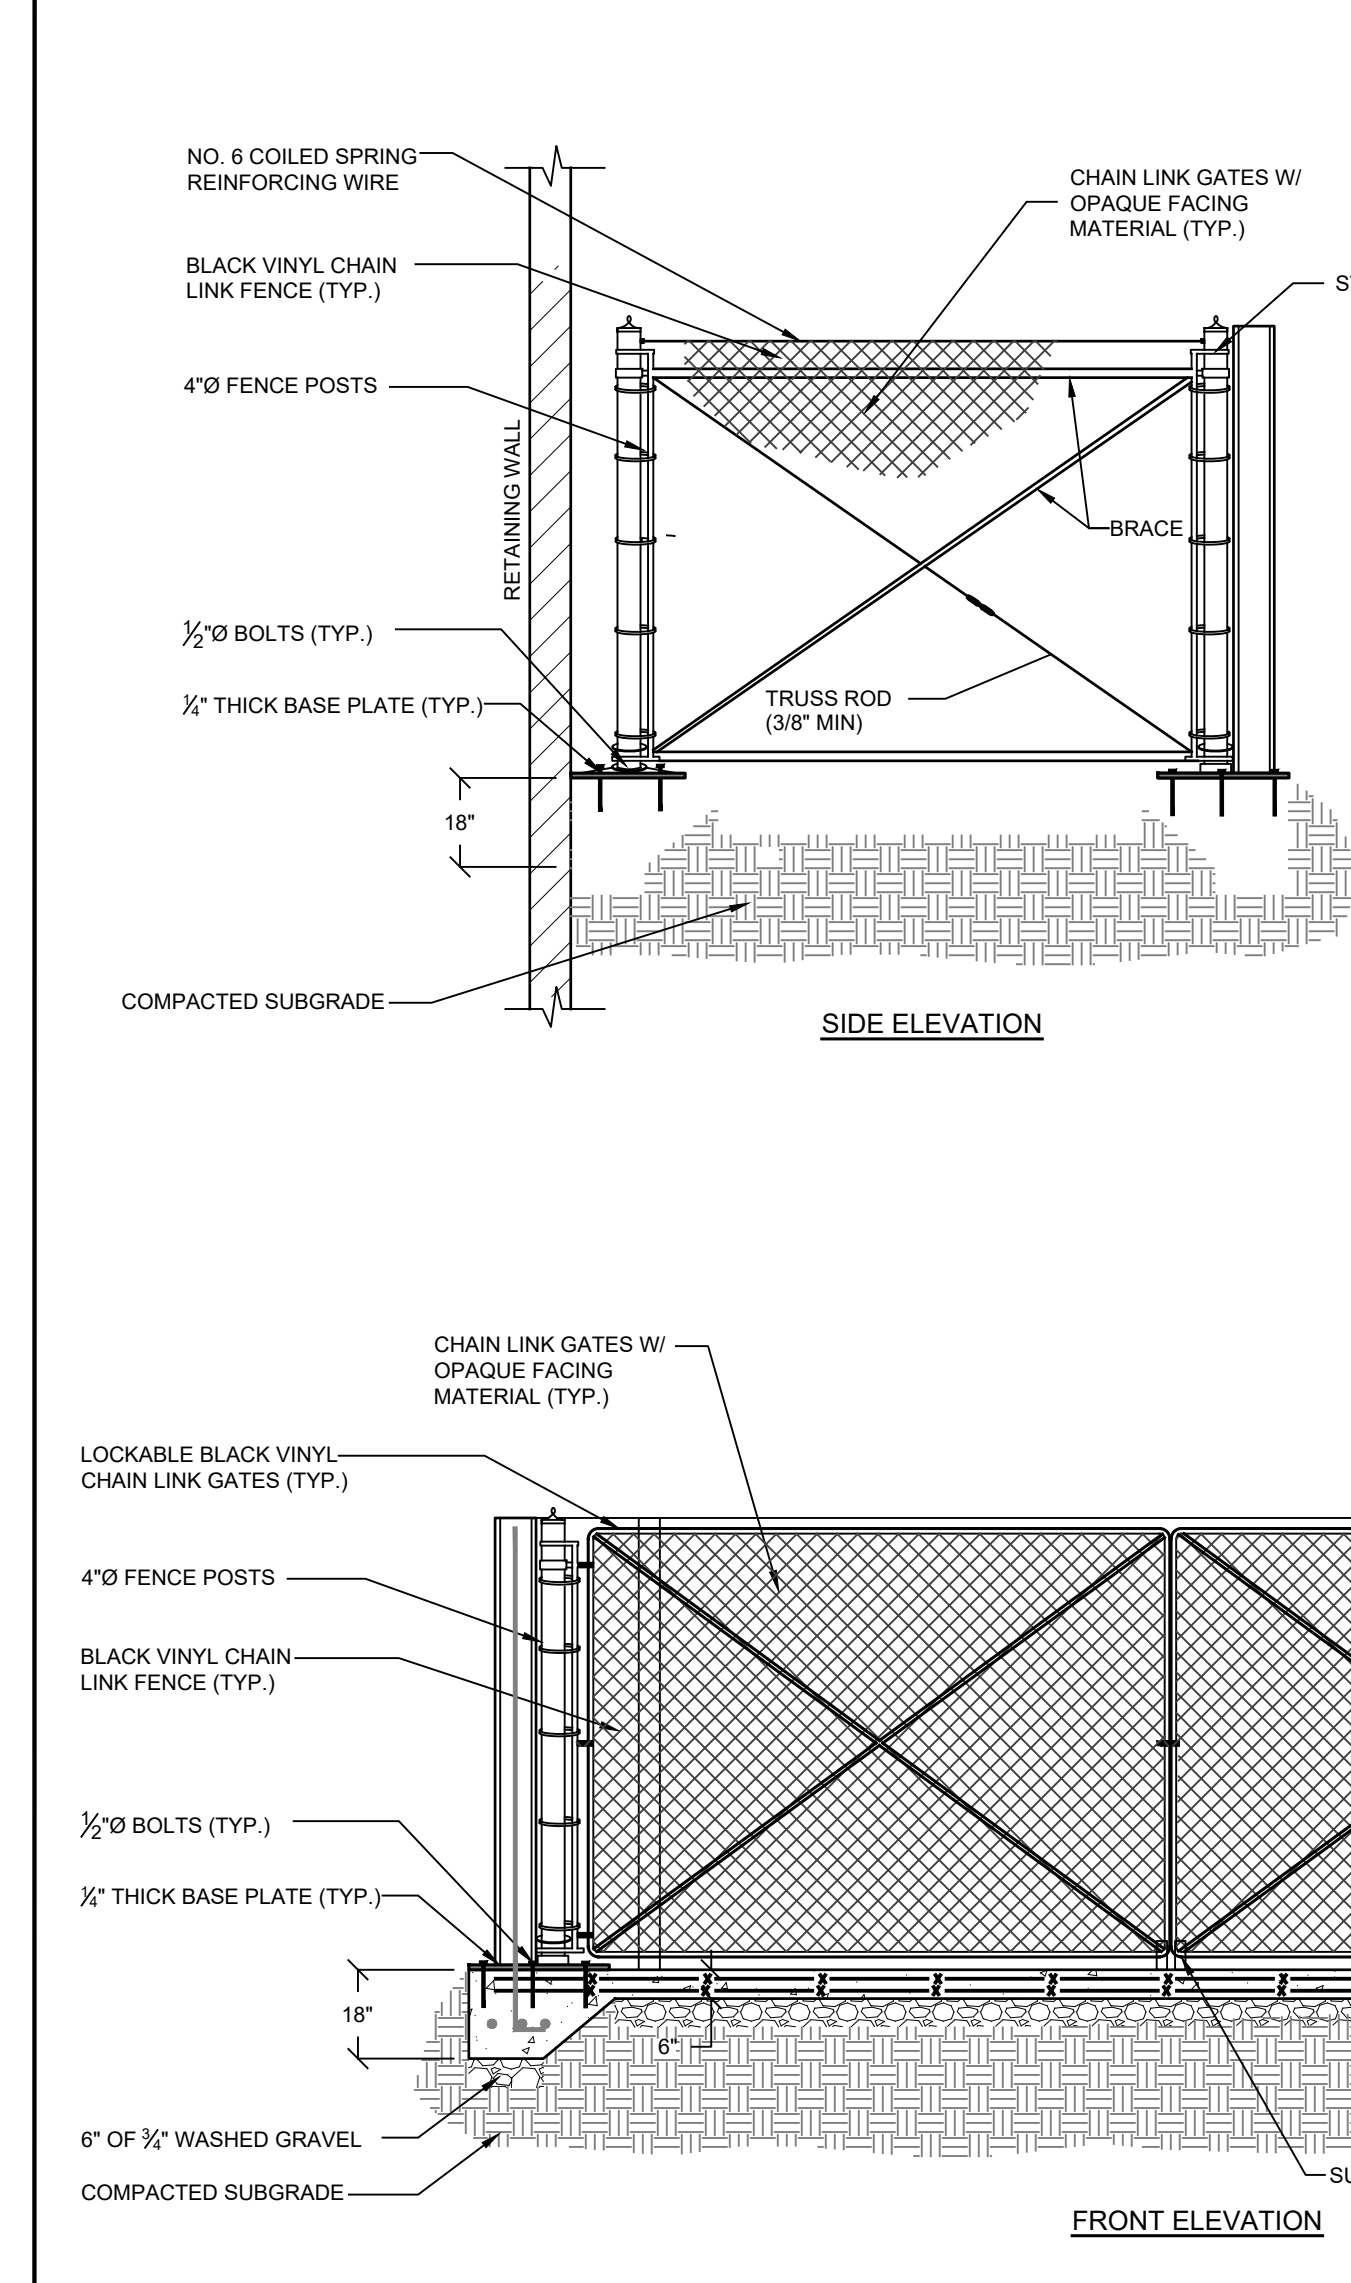 NO. 6 COILED SPRING
REINFORCING WIRE
CHAIN LINK GATES W/
OPAQUE FACING
MATERIAL (TYP.)
BLACK VINYL CHAIN
LINK FENCE (TYP.)
4"Ø FENCE POSTS
RETAINING WALL
BRACE
½"Ø BOLTS (TYP.)
¼" THICK BASE PLATE (TYP.)
TRUSS ROD
(3/8" MIN)
18"
COMPACTED SUBGRADE
SIDE ELEVATION
CHAIN LINK GATES W/
OPAQUE FACING
MATERIAL (TYP.)
LOCKABLE BLACK VINYL
CHAIN LINK GATES (TYP.)
4"Ø FENCE POSTS
BLACK VINYL CHAIN
LINK FENCE (TYP.)
½"Ø BOLTS (TYP.)
¼" THICK BASE PLATE (TYP.)
18"
6"
6" OF ¾" WASHED GRAVEL
COMPACTED SUBGRADE
FRONT ELEVATION